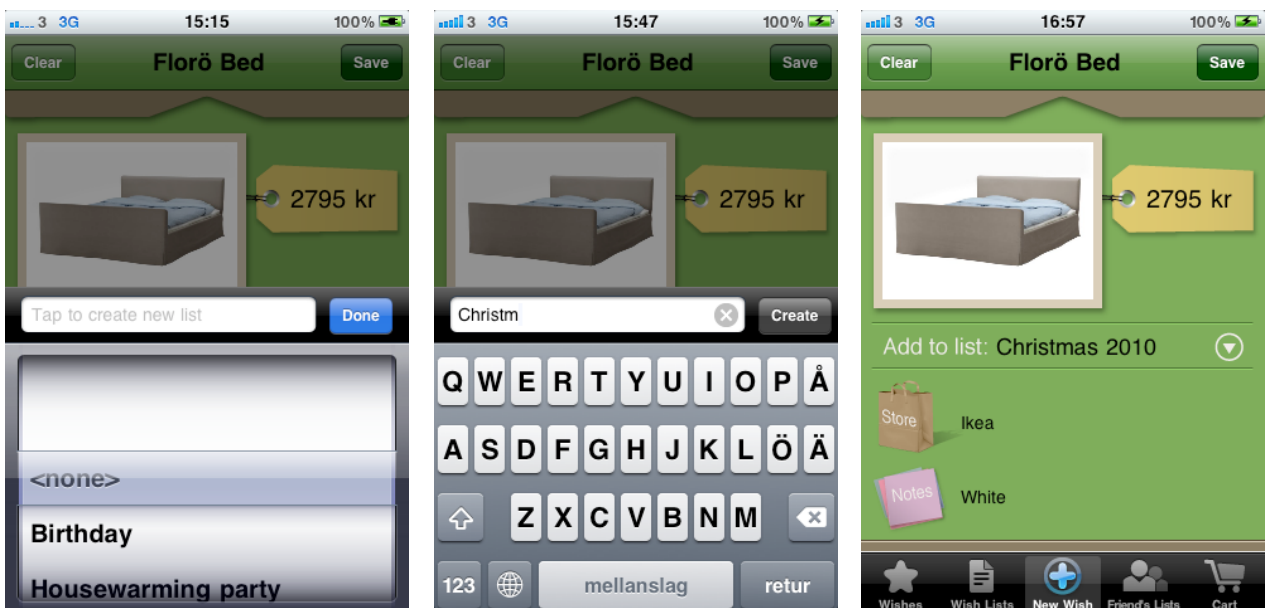 3 3G 15:15 100%
Clear Florö Bed Save
2795 kr
Tap to create new list Done
<none>
Birthday
Housewarming party
3 3G 15:47 100%
Clear Florö Bed Save
2795 kr
Christm Create
Q W E R T Y U I O P Å
A S D F G H J K L Ö Ä
Z X C V B N M
123 mellanslag retur
3 3G 16:57 100%
Clear Florö Bed Save
2795 kr
Add to list: Christmas 2010
Store Ikea
Notes White
Wishes Wish Lists New Wish Friend's Lists Cart